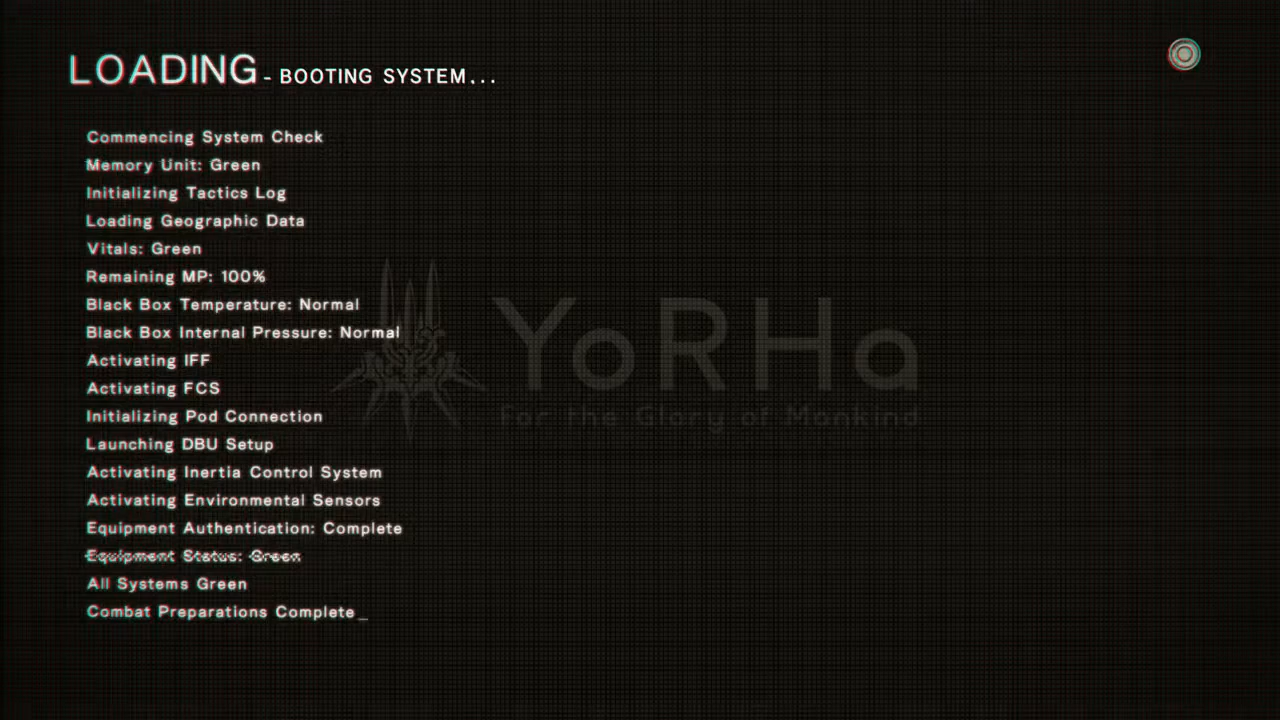 LOADING - BOOTING SYSTEM...
Commencing System Check
Memory Unit: Green
Initializing Tactics Log
Loading Geographic Data
Vitals: Green
Remaining MP: 100%
Black Box Temperature: Normal
Black Box Internal Pressure: Normal
Activating IFF
Activating FCS
Initializing Pod Connection
Launching DBU Setup
Activating Inertia Control System
Activating Environmental Sensors
Equipment Authentication: Complete
Equipment Status: Green
All Systems Green
Combat Preparations Complete _
YoRHa
For the Glory of Mankind